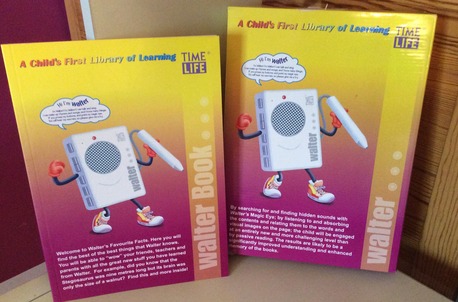 A Child's First Library of Learning
TIME
LIFE
Hi I'm walter
walter
walter Book...
Welcome to Walter's Favourite Facts. Here you will
find the best of the best things that Walter knows.
You will be able to "wow" your friends, teachers and
parents with all the great new stuff you have learned
from Walter. For example, did you know that the
Stegosaurus was nine metres long but its brain was
only the size of a walnut? Find this and more inside!
A Child's First Library of Learning
TIME
LIFE
Hi I'm walter
walter
walter...
By searching for and finding hidden sounds with
Walter's Magic Eye; by listening to and absorbing
the contents and relating them to the words and
visual images on the page; the child will be engaged
at an entirely new and more challenging level than
by passive reading. The results are likely to be a
significantly improved understanding and enhanced
memory of the books.